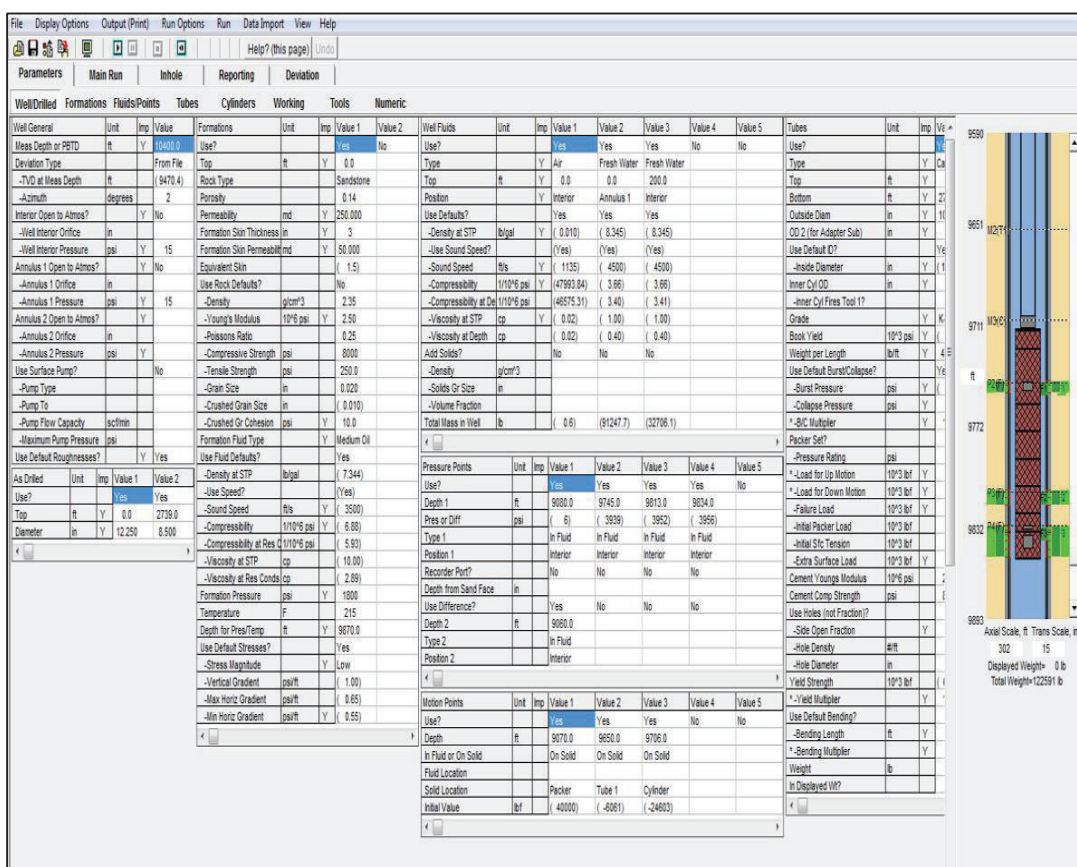 File Display Options Output (Print) Run Options Run Data Import View Help
Help? (this page) Undo
Parameters Main Run Inhole Reporting Deviation
Well/Drilled Formations Fluids/Points Tubes Cylinders Working Tools Numeric
Well General Unit Imp Value
Meas Depth or PBTD ft Y 10400.0
Deviation Type From File
-TVD at Meas Depth ft ( 9470.4)
-Azimuth degrees 2
Interior Open to Atmos? Y No
-Well Interior Orifice in
-Well Interior Pressure psi Y 15
Annulus 1 Open to Atmos? Y No
-Annulus 1 Orifice in
-Annulus 1 Pressure psi Y 15
Annulus 2 Open to Atmos? Y
-Annulus 2 Orifice in
-Annulus 2 Pressure psi Y
Use Surface Pump? No
-Pump Type
-Pump To
-Pump Flow Capacity scf/min
-Maximum Pump Pressure psi
Use Default Roughnesses? Y Yes
As Drilled Unit Imp Value 1 Value 2
Use? Yes Yes
Top ft Y 0.0 2739.0
Diameter in Y 12.250 8.500
Formations Unit Imp Value 1 Value 2
Use? Yes No
Top ft Y 0.0
Rock Type Sandstone
Porosity 0.14
Permeability md Y 250.000
Formation Skin Thickness in Y 3
Formation Skin Permeabilit md Y 50.000
Equivalent Skin ( 1.5)
Use Rock Defaults? No
-Density g/cm^3 2.35
-Young's Modulus 10^6 psi Y 2.50
-Poissons Ratio 0.25
-Compressive Strength psi 8000
-Tensile Strength psi 250.0
-Grain Size in 0.020
-Crushed Grain Size in ( 0.010)
-Crushed Gr Cohesion psi Y 10.0
Formation Fluid Type Y Medium Oil
Use Fluid Defaults? Yes
-Density at STP lb/gal ( 7.344)
-Use Speed? (Yes)
-Sound Speed ft/s Y ( 3500)
-Compressibility 1/10^6 psi Y ( 6.88)
-Compressibility at Res C 1/10^6 psi ( 5.93)
-Viscosity at STP cp Y ( 10.00)
-Viscosity at Res Conds cp ( 2.89)
Formation Pressure psi Y 1800
Temperature F 215
Depth for Pres/Temp ft Y 9870.0
Use Default Stresses? Yes
-Stress Magnitude Y Low
-Vertical Gradient psi/ft ( 1.00)
-Max Horiz Gradient psi/ft ( 0.65)
-Min Horiz Gradient psi/ft Y ( 0.55)
Well Fluids Unit Imp Value 1 Value 2 Value 3 Value 4 Value 5
Use? Yes Yes Yes No No
Type Y Air Fresh Water Fresh Water
Top ft Y 0.0 0.0 200.0
Position Y Interior Annulus 1 Interior
Use Defaults? Yes Yes Yes
-Density at STP lb/gal Y ( 0.010) ( 8.345) ( 8.345)
-Use Sound Speed? (Yes) (Yes) (Yes)
-Sound Speed ft/s Y ( 1135) ( 4500) ( 4500)
-Compressibility 1/10^6 psi Y (47993.84) ( 3.66) ( 3.66)
-Compressibility at De 1/10^6 psi (46575.31) ( 3.40) ( 3.41)
-Viscosity at STP cp Y ( 0.02) ( 1.00) ( 1.00)
-Viscosity at Depth cp ( 0.02) ( 0.40) ( 0.40)
Add Solids? No No No
-Density g/cm^3
-Solids Gr Size in
-Volume Fraction
Total Mass in Well lb ( 0.6) (91247.7) (32706.1)
Pressure Points Unit Imp Value 1 Value 2 Value 3 Value 4 Value 5
Use? Yes Yes Yes Yes No
Depth 1 ft 9080.0 9745.0 9813.0 9834.0
Pres or Diff psi ( 6) ( 3939) ( 3952) ( 3956)
Type 1 In Fluid In Fluid In Fluid In Fluid
Position 1 Interior Interior Interior Interior
Recorder Port? No No No No
Depth from Sand Face in
Use Difference? Yes No No No
Depth 2 ft 9060.0
Type 2 In Fluid
Position 2 Interior
Motion Points Unit Imp Value 1 Value 2 Value 3 Value 4 Value 5
Use? Yes Yes Yes No No
Depth ft 9070.0 9650.0 9706.0
In Fluid or On Solid On Solid On Solid On Solid
Fluid Location
Solid Location Packer Tube 1 Cylinder
Initial Value lbf ( 40000) ( -6061) (-24603)
Tubes Unit Imp Va
Use? Ye
Type Y Ca
Top ft Y
Bottom ft Y 27
Outside Diam in Y 10
OD 2 (for Adapter Sub) in Y
Use Default ID? Ye
-Inside Diameter in Y (1
Inner Cyl OD in Y
-Inner Cyl Fires Tool 1?
Grade Y K-
Book Yield 10^3 psi Y (
Weight per Length lb/ft Y 4
Use Default Burst/Collapse? Ye
-Burst Pressure psi Y (
-Collapse Pressure psi Y (
*-B/C Multiplier Y
Packer Set?
-Pressure Rating psi
*-Load for Up Motion 10^3 lbf Y
*-Load for Down Motion 10^3 lbf Y
-Failure Load 10^3 lbf Y
-Initial Packer Load 10^3 lbf
-Initial Sfc Tension 10^3 lbf
-Extra Surface Load 10^3 lbf Y
Cement Youngs Modulus 10^6 psi 2
Cement Comp Strength psi 8
Use Holes (not Fraction)?
-Side Open Fraction Y
-Hole Density #/ft
-Hole Diameter in
Yield Strength 10^3 lbf (
*-Yield Multiplier Y
Use Default Bending?
-Bending Length ft Y
*-Bending Multiplier Y
Weight lb
In Displayed Wt?
9590
9651
9711
ft
9772
9832
9893
Axial Scale, ft Trans Scale, in
302 15
Displayed Weight= 0 lb
Total Weight=122591 lb